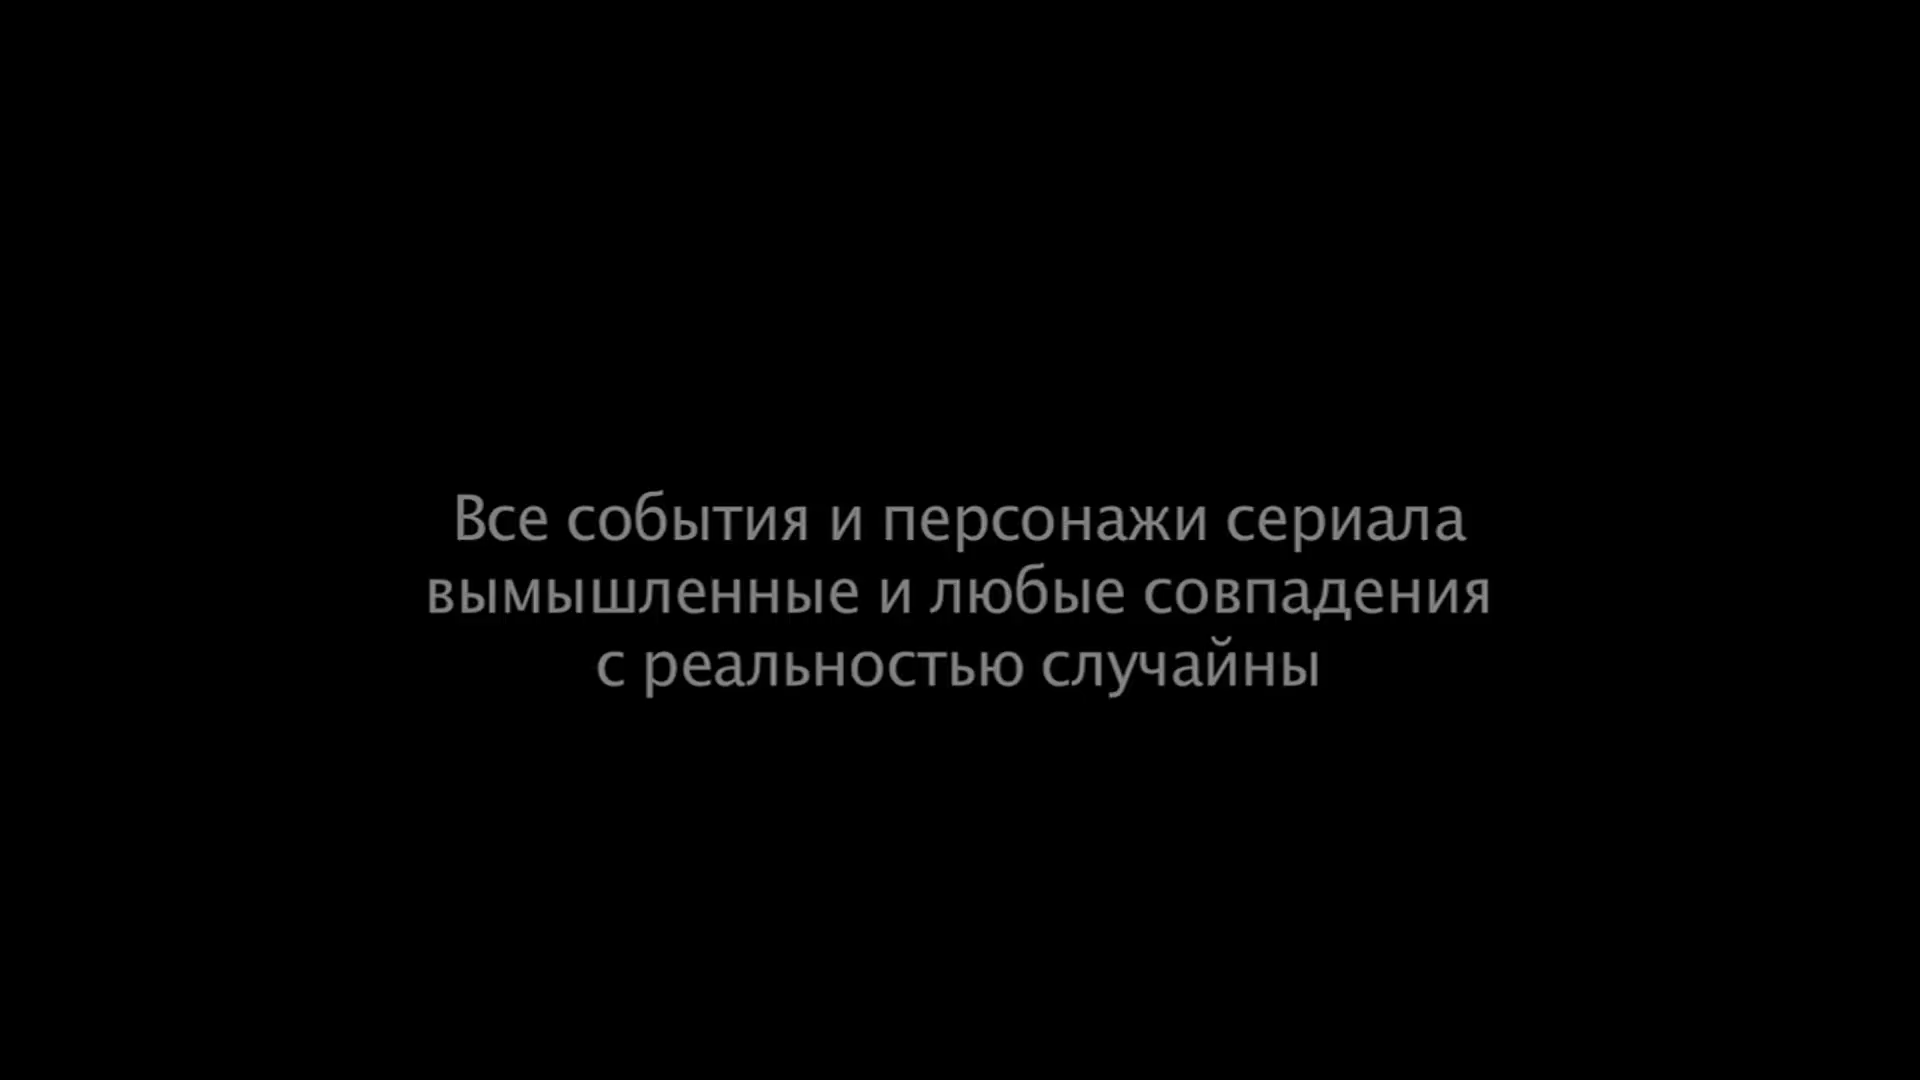 Все события и персонажи сериала
вымышленные и любые совпадения
с реальностью случайны